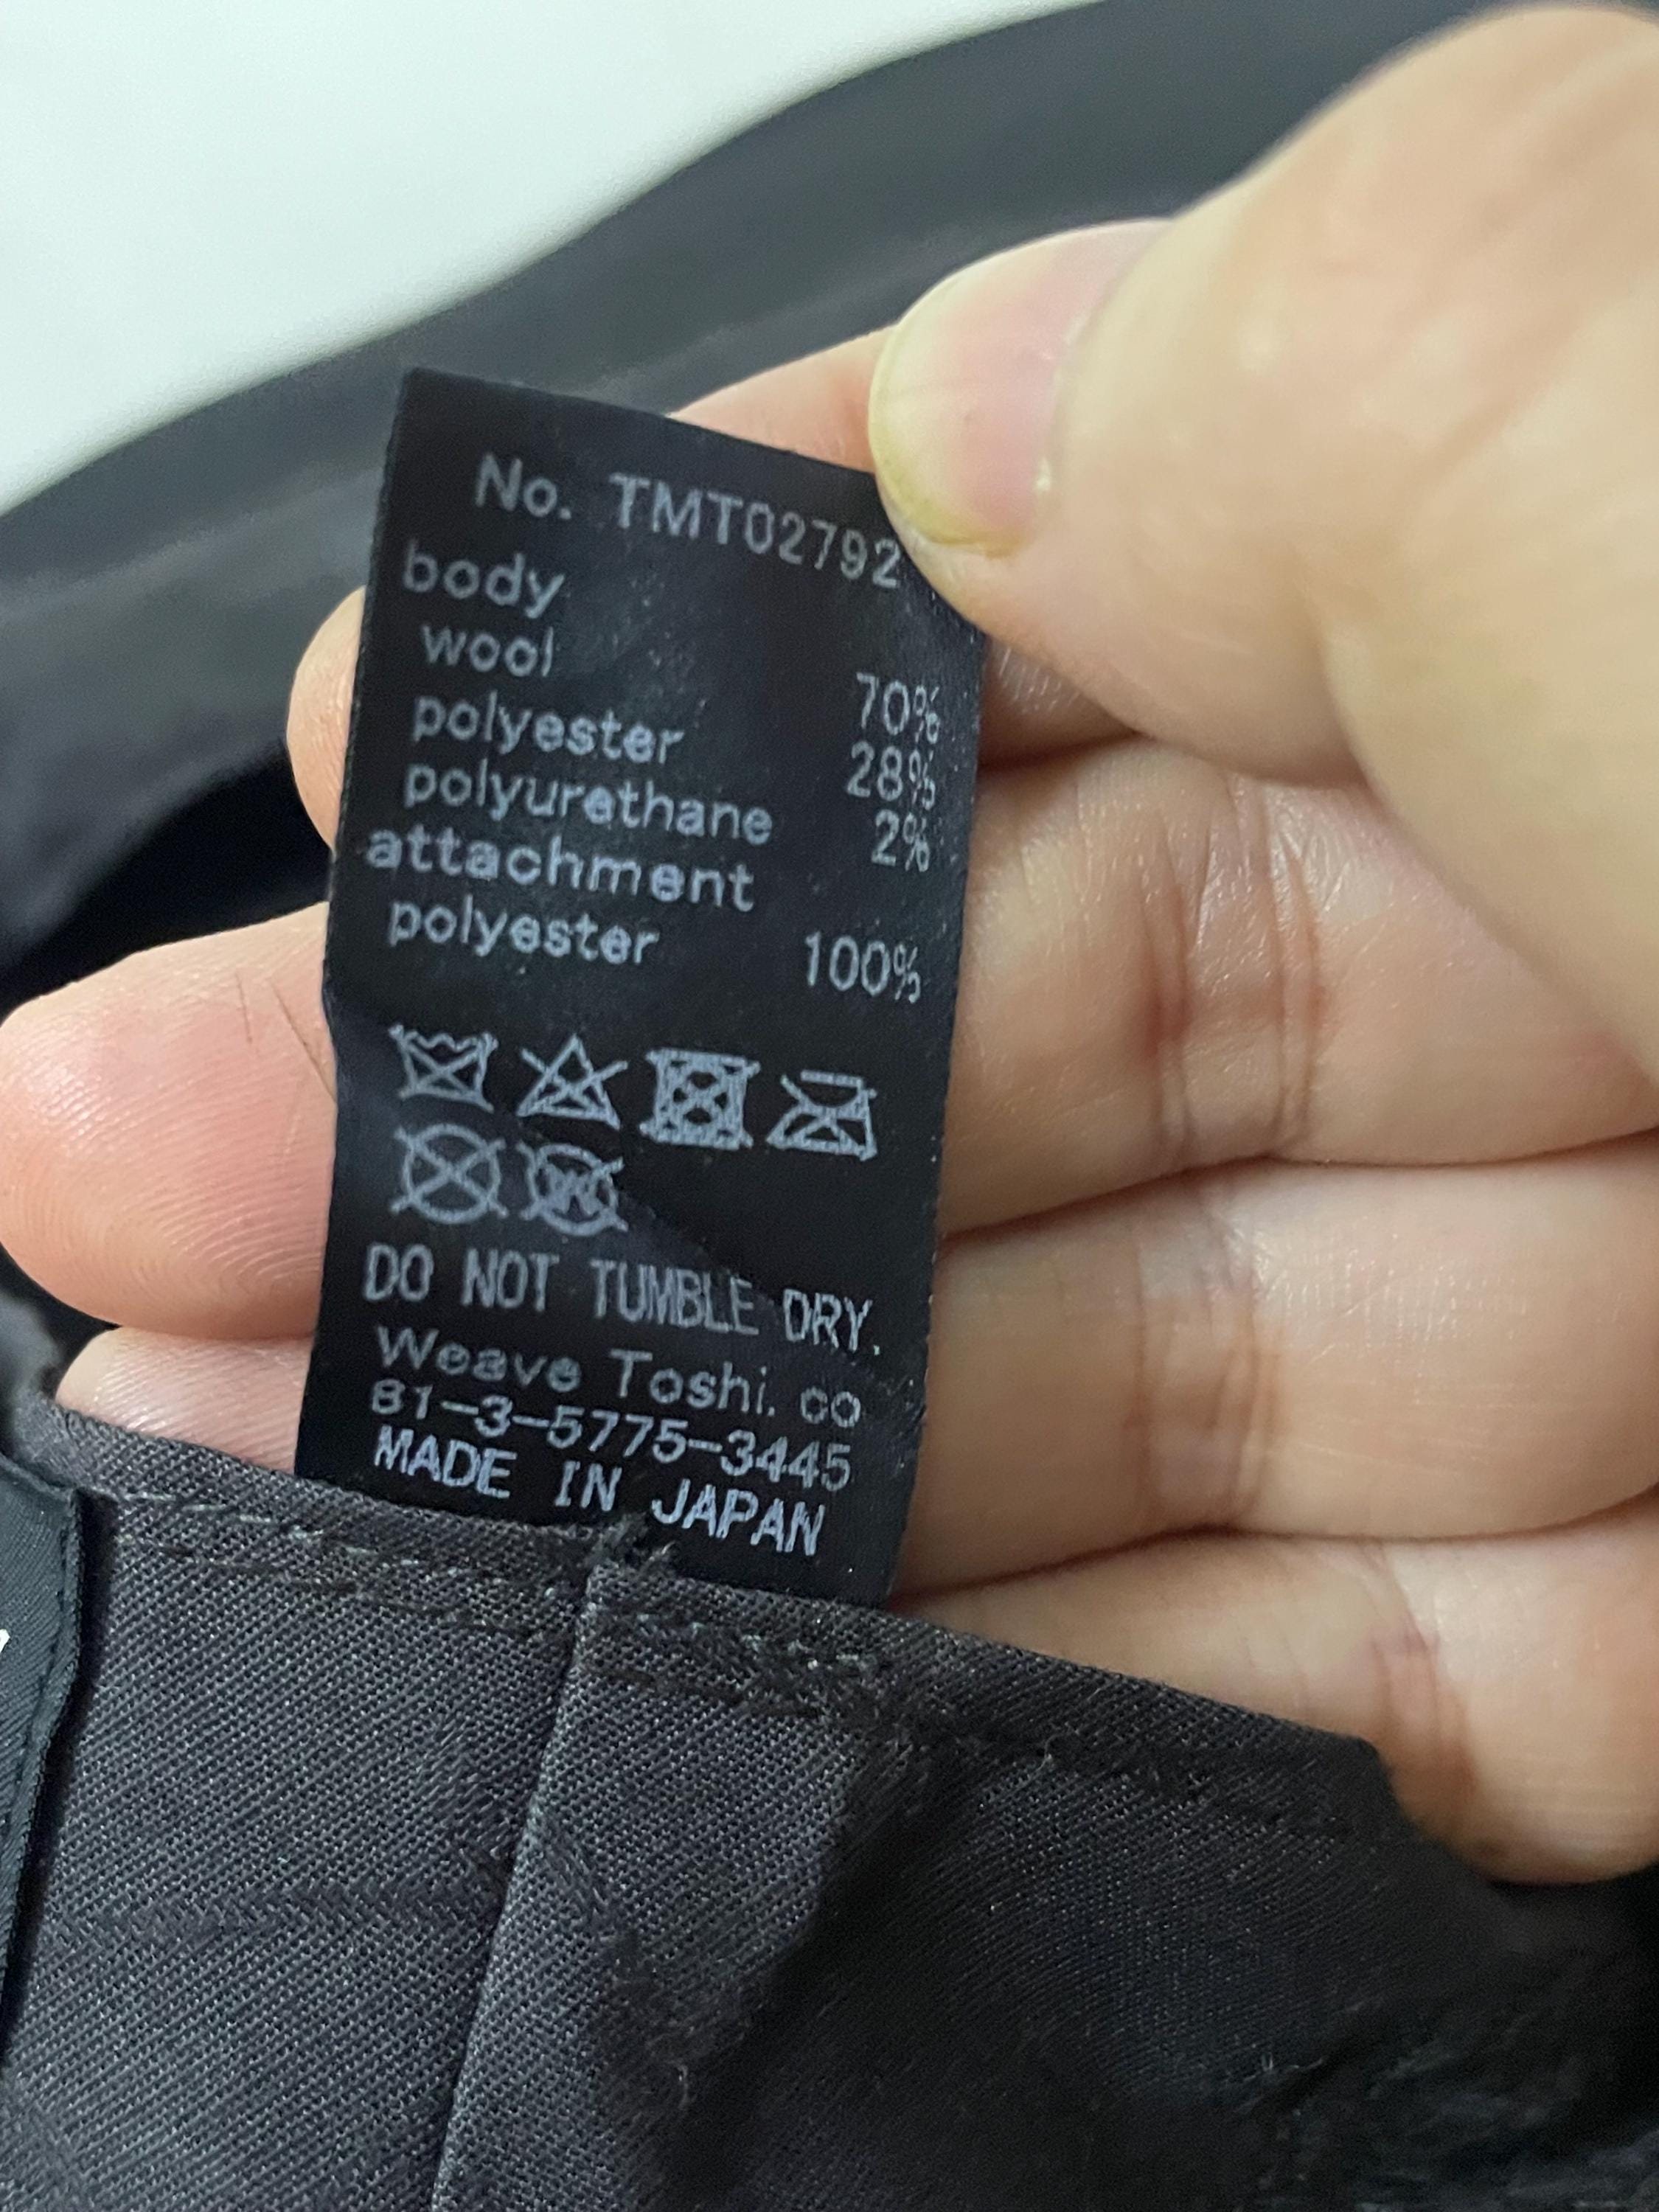 No. TMT02792
body
wool 70%
polyester 28%
polyurethane 2%
attachment
polyester 100%
DO NOT TUMBLE DRY.
Weave Toshi. co
81-3-5775-3445
MADE IN JAPAN